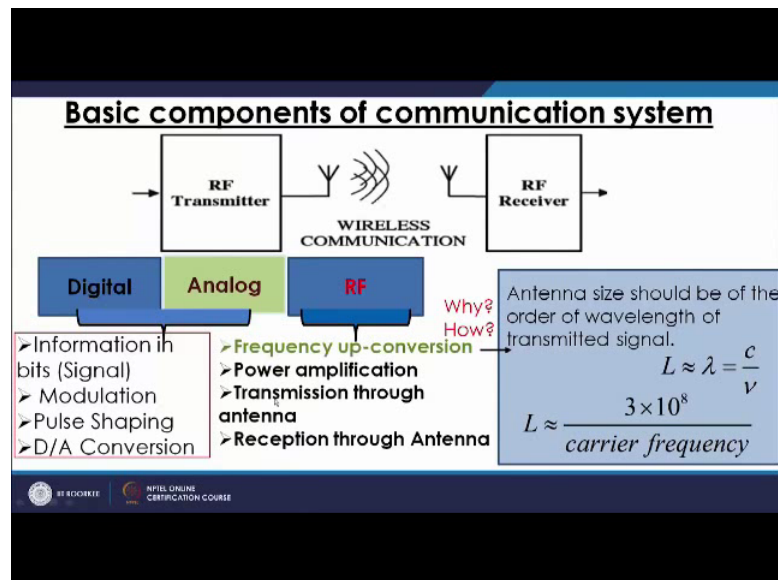 Basic components of communication system
RF
Transmitter
WIRELESS
COMMUNICATION
RF
Receiver
Digital
Analog
RF
➢Information in
bits (Signal)
➢ Modulation
➢Pulse Shaping
➢D/A Conversion
➢Frequency up-conversion
➢Power amplification
➢Transmission through
antenna
➢Reception through Antenna
Why?
How?
Antenna size should be of the
order of wavelength of
transmitted signal.
L ≈ λ = c / ν
L ≈ 3 × 10⁸ / carrier frequency
IIT ROORKEE
NPTEL ONLINE
CERTIFICATION COURSE